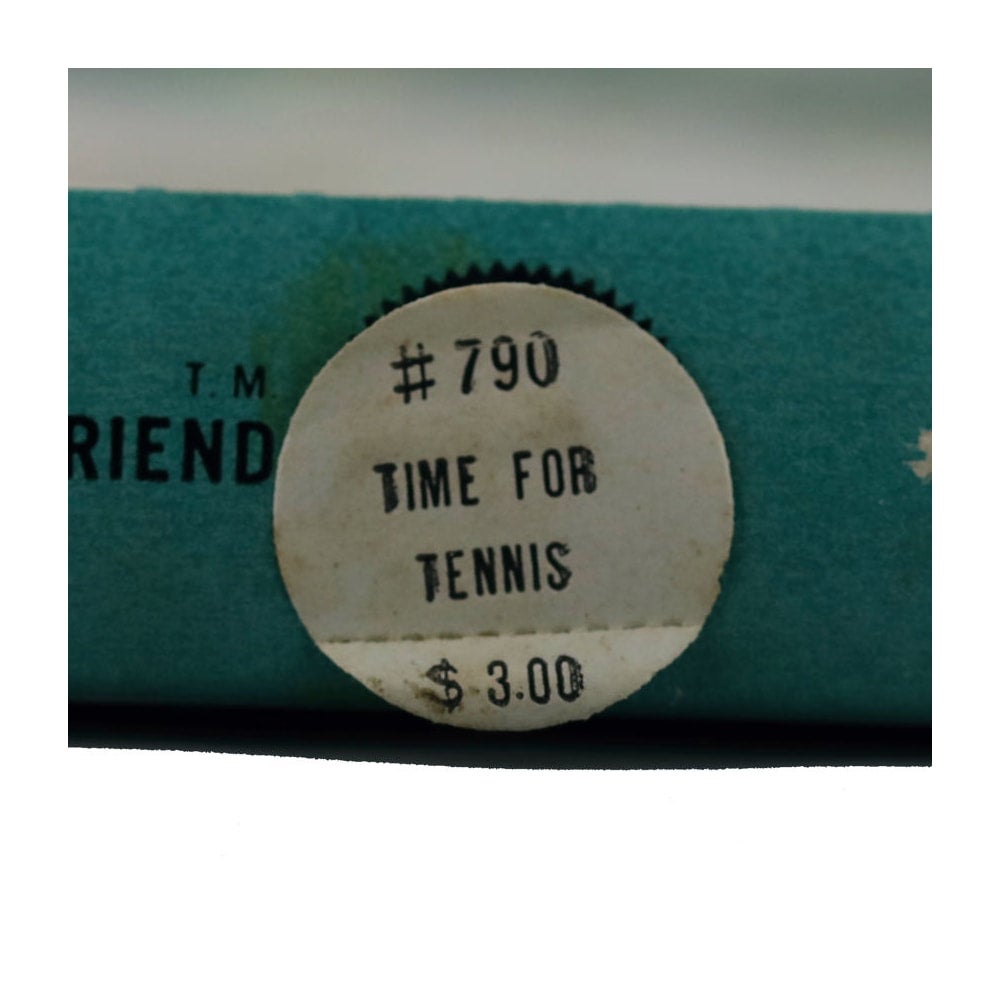 T.M.
RIEND
# 790
TIME FOR
TENNIS
$ 3.00